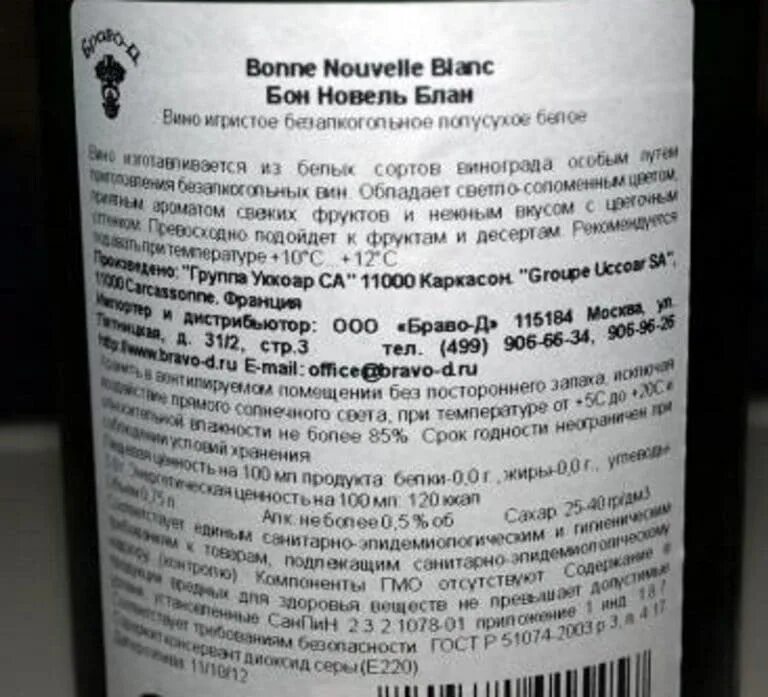 Браво-Д
Bonne Nouvelle Blanc
Бон Новель Блан
Вино игристое безалкогольное полусухое белое
Вино изготавливается из белых сортов винограда особым путем
приготовления безалкогольных вин. Обладает светло-соломенным цветом,
приятным ароматом свежих фруктов и нежным вкусом с цветочным
оттенком. Превосходно подойдет к фруктам и десертам. Рекомендуется
подавать при температуре +10°С... +12°С
Произведено: "Группа Уккоар СА" 11000 Каркасон. "Groupe Uccoar SA",
11000 Carcassonne, Франция
Импортер и дистрибьютор: ООО «Браво-Д» 115184 Москва, ул.
Пятницкая, д. 31/2, стр.3 тел. (499) 906-66-34, 906-96-26
http://www.bravo-d.ru E-mail: office@bravo-d.ru
Хранить в вентилируемом помещении без постороннего запаха, исключая
воздействие прямого солнечного света, при температуре от +5С до +20С и
относительной влажности не более 85% Срок годности неограничен при
соблюдении условий хранения
Пищевая ценность на 100 мл продукта: белки-0,0 г, жиры-0,0 г., углеводы-
Энергетическая ценность на 100 мл: 120 ккал
Объем 0,75 л Алк. не более 0,5 % об Сахар 25-40 гр/дм3
Соответствует единым санитарно-эпидемиологическим и гигиеническим
требованиям к товарам, подлежащим санитарно-эпидемиологическому
надзору (контролю) Компоненты ГМО отсутствуют. Содержание в
продукции вредных для здоровья веществ не превышает допустимые
уровни, установленные СанПиН 2.3.2.1078-01 приложение 1 инд. 1.8.7
Соответствует требованиям безопасности ГОСТ Р 51074-2003 р.3, п.4.17
Содержит консервант диоксид серы (Е220)
11/10/12